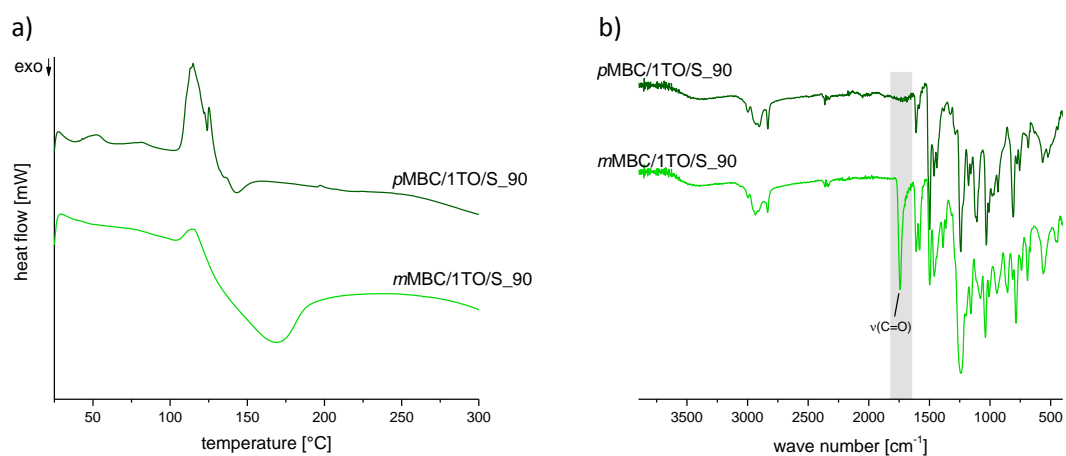 a)
exo
pMBC/1TO/S_90
mMBC/1TO/S_90
heat flow [mW]
50 100 150 200 250 300
temperature [°C]
b)
pMBC/1TO/S_90
mMBC/1TO/S_90
ν(C=O)
3500 3000 2500 2000 1500 1000 500
wave number [cm⁻¹]